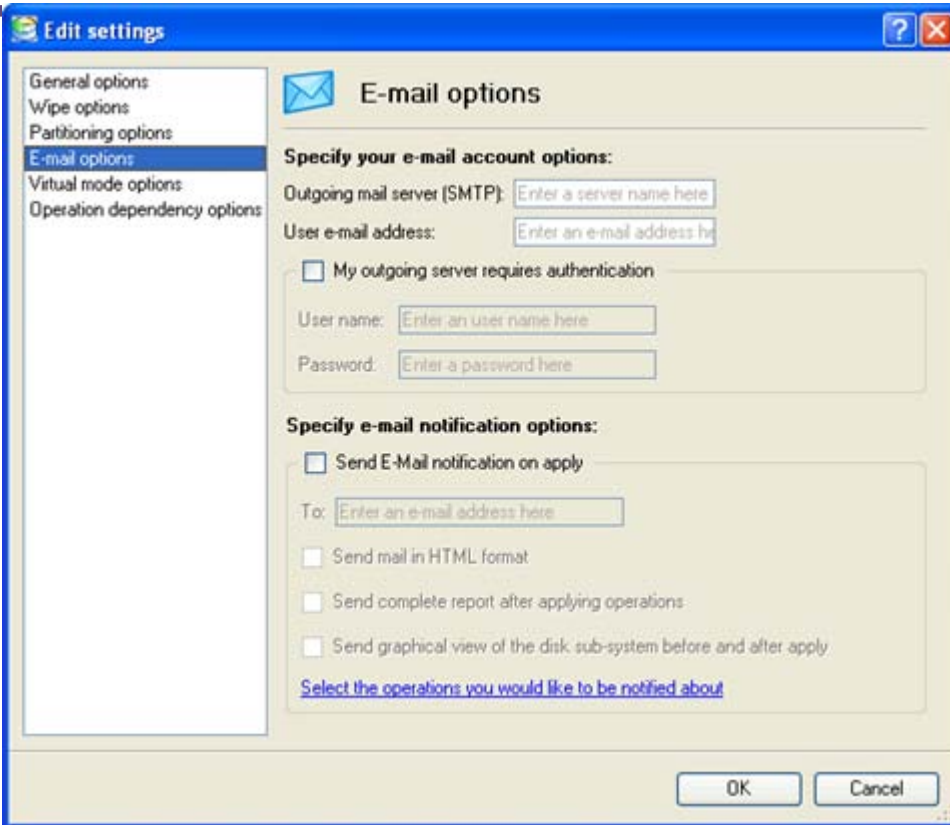 Edit settings
General options
Wipe options
Partitioning options
E-mail options
Virtual mode options
Operation dependency options
E-mail options
Specify your e-mail account options:
Outgoing mail server (SMTP): Enter a server name here
User e-mail address: Enter an e-mail address he
My outgoing server requires authentication
User name: Enter an user name here
Password: Enter a password here
Specify e-mail notification options:
Send E-Mail notification on apply
To: Enter an e-mail address here
Send mail in HTML format
Send complete report after applying operations
Send graphical view of the disk sub-system before and after apply
Select the operations you would like to be notified about
OK Cancel